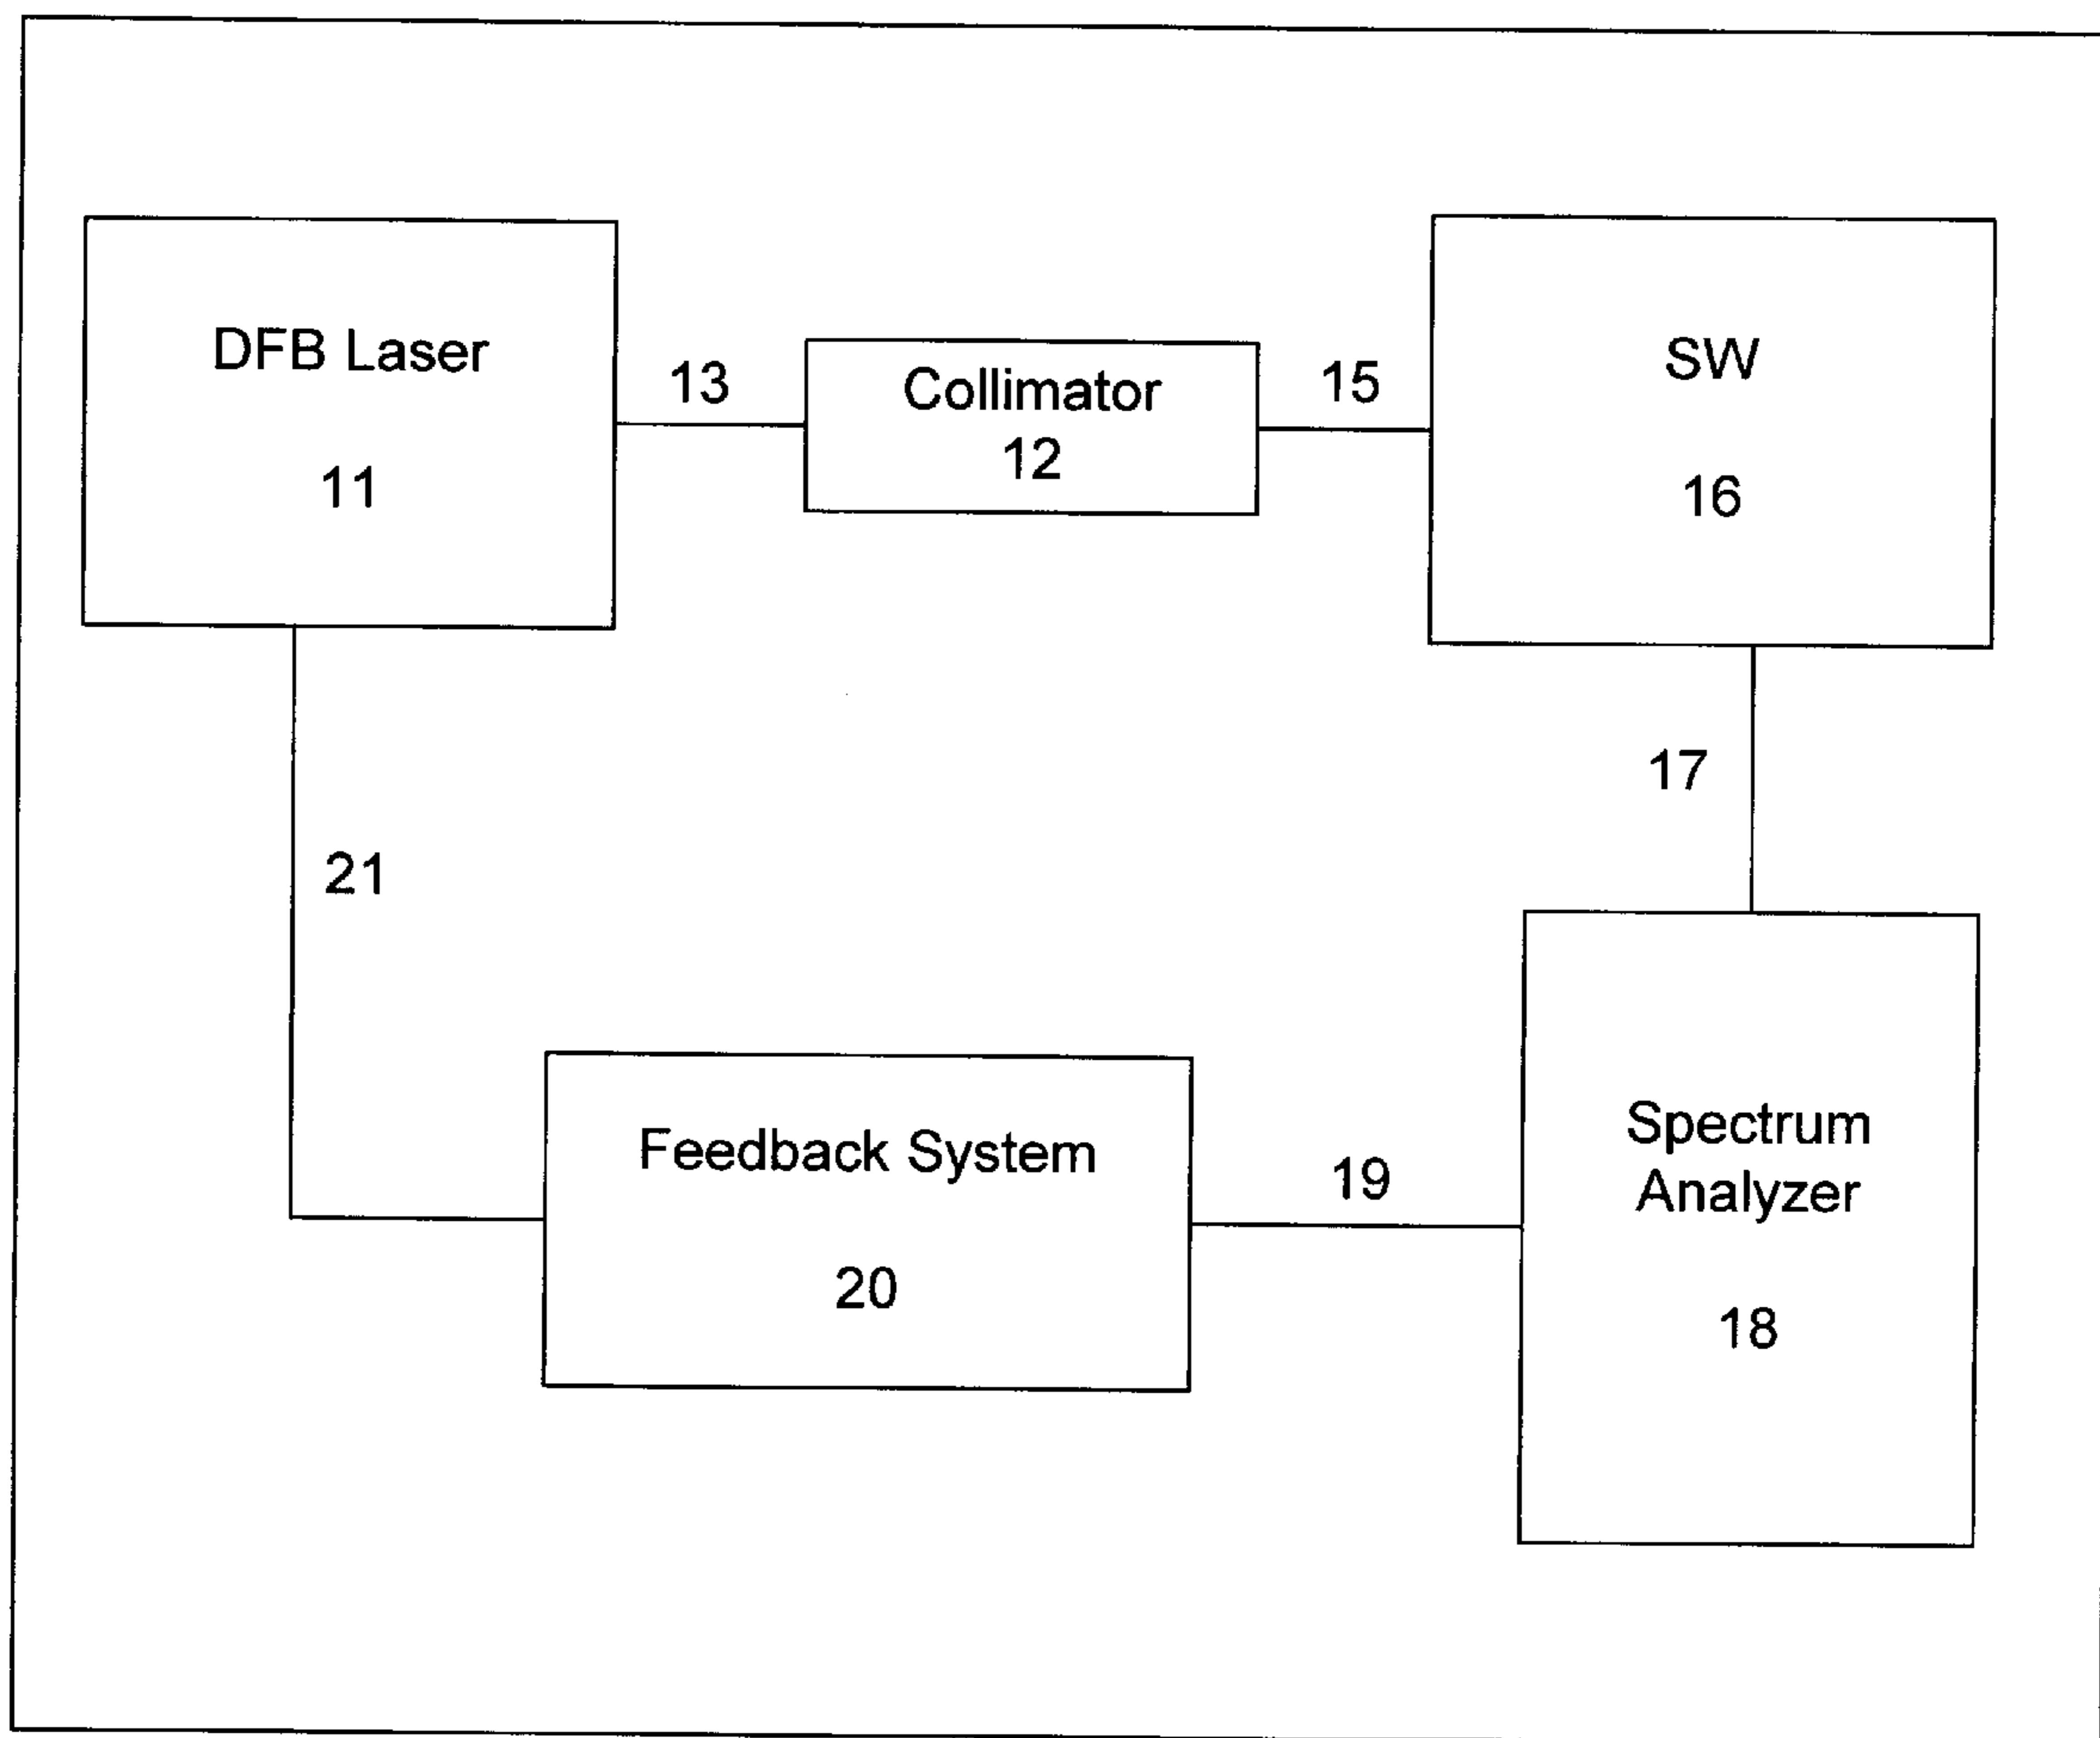 DFB Laser
11
13
Collimator
12
15
SW
16
17
21
Feedback System
20
19
Spectrum
Analyzer
18